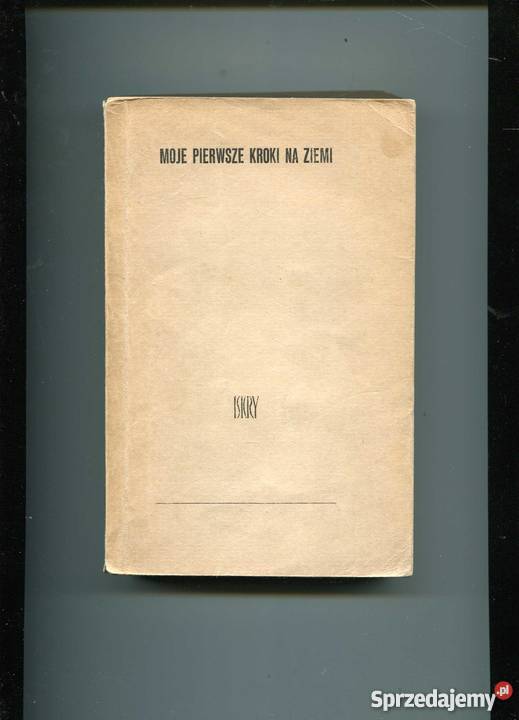 MOJE PIERWSZE KROKI NA ZIEMI
ISKRY
Sprzedajemy.pl